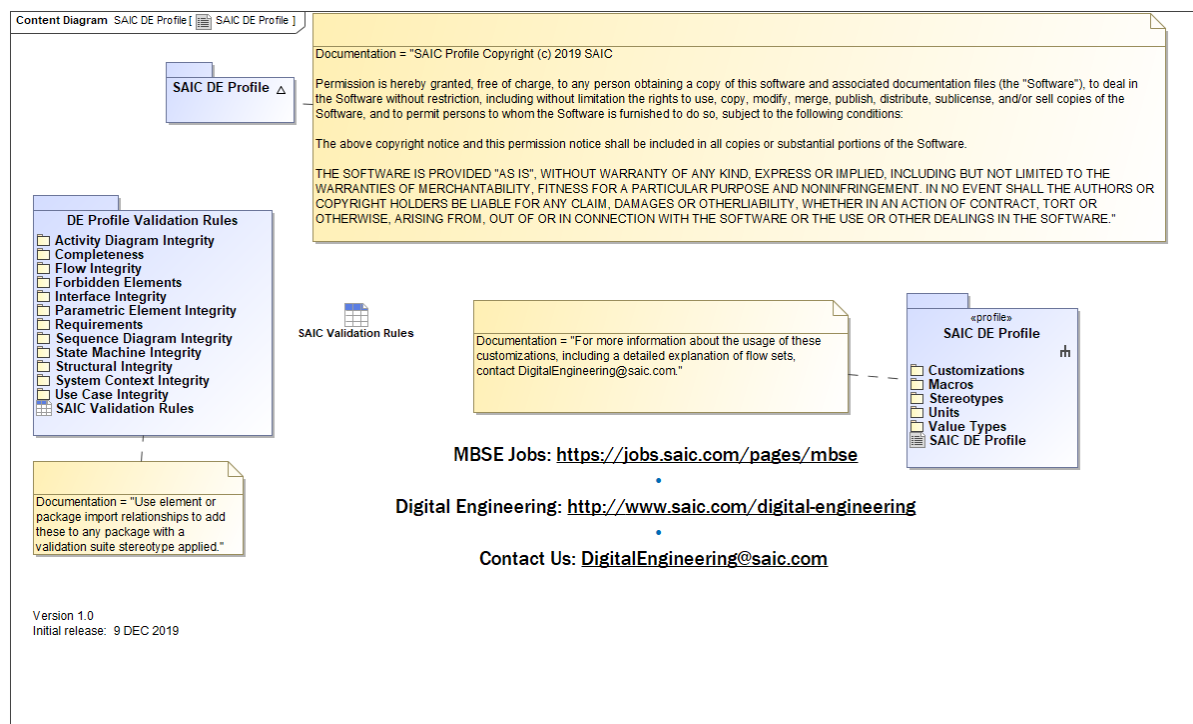 Content Diagram SAIC DE Profile [ SAIC DE Profile ]
SAIC DE Profile
Documentation = "SAIC Profile Copyright (c) 2019 SAIC
Permission is hereby granted, free of charge, to any person obtaining a copy of this software and associated documentation files (the "Software"), to deal in
the Software without restriction, including without limitation the rights to use, copy, modify, merge, publish, distribute, sublicense, and/or sell copies of the
Software, and to permit persons to whom the Software is furnished to do so, subject to the following conditions:
The above copyright notice and this permission notice shall be included in all copies or substantial portions of the Software.
THE SOFTWARE IS PROVIDED "AS IS", WITHOUT WARRANTY OF ANY KIND, EXPRESS OR IMPLIED, INCLUDING BUT NOT LIMITED TO THE
WARRANTIES OF MERCHANTABILITY, FITNESS FOR A PARTICULAR PURPOSE AND NONINFRINGEMENT. IN NO EVENT SHALL THE AUTHORS OR
COPYRIGHT HOLDERS BE LIABLE FOR ANY CLAIM, DAMAGES OR OTHERLIABILITY, WHETHER IN AN ACTION OF CONTRACT, TORT OR
OTHERWISE, ARISING FROM, OUT OF OR IN CONNECTION WITH THE SOFTWARE OR THE USE OR OTHER DEALINGS IN THE SOFTWARE."
DE Profile Validation Rules
Activity Diagram Integrity
Completeness
Flow Integrity
Forbidden Elements
Interface Integrity
Parametric Element Integrity
Requirements
Sequence Diagram Integrity
State Machine Integrity
Structural Integrity
System Context Integrity
Use Case Integrity
SAIC Validation Rules
SAIC Validation Rules
Documentation = "For more information about the usage of these
customizations, including a detailed explanation of flow sets,
contact DigitalEngineering@saic.com."
«profile»
SAIC DE Profile
Customizations
Macros
Stereotypes
Units
Value Types
SAIC DE Profile
MBSE Jobs: https://jobs.saic.com/pages/mbse
Digital Engineering: http://www.saic.com/digital-engineering
Contact Us: DigitalEngineering@saic.com
Documentation = "Use element or
package import relationships to add
these to any package with a
validation suite stereotype applied."
Version 1.0
Initial release: 9 DEC 2019